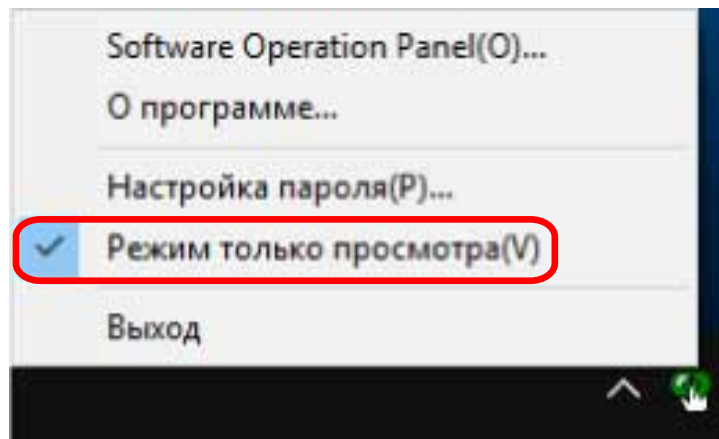 Software Operation Panel(O)...
О программе...
Настройка пароля(P)...
Режим только просмотра(V)
Выход